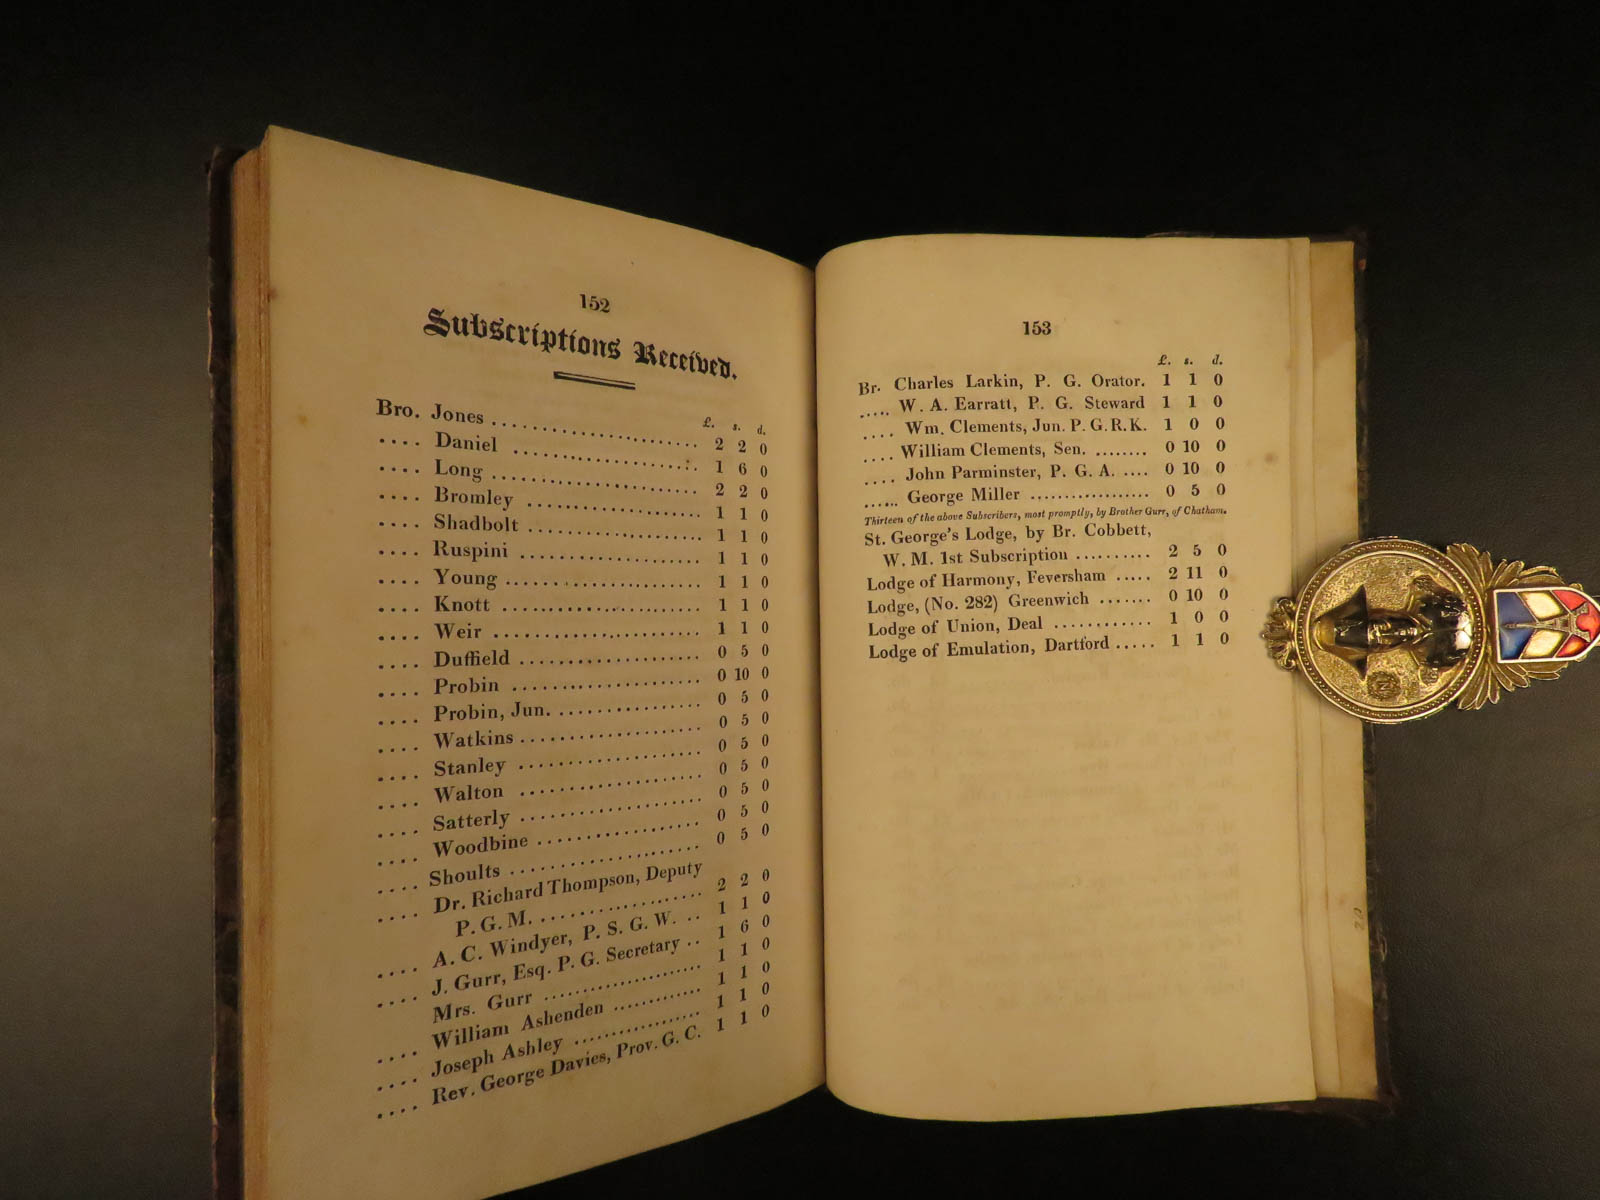 152
Subscriptions Received.
£. s. d.
Bro. Jones ........................ 2 2 0
.... Daniel ........................ 1 6 0
.... Long ........................ 2 2 0
.... Bromley ........................ 1 1 0
.... Shadbolt ........................ 1 1 0
.... Ruspini ........................ 1 1 0
.... Young ........................ 1 1 0
.... Knott ........................ 1 1 0
.... Weir ........................ 1 1 0
.... Duffield ........................ 0 5 0
.... Probin ........................ 0 10 0
.... Probin, Jun. .................... 0 5 0
.... Watkins ........................ 0 5 0
.... Stanley ........................ 0 5 0
.... Walton ........................ 0 5 0
.... Satterly ........................ 0 5 0
.... Woodbine ........................ 0 5 0
.... Shoults ........................ 0 5 0
.... Dr. Richard Thompson, Deputy
P. G. M. .................... 2 2 0
.... A. C. Windyer, P. S. G. W. .. 1 1 0
.... J. Gurr, Esq. P. G. Secretary .. 1 6 0
Mrs. Gurr .................... 1 1 0
.... William Ashenden ............ 1 1 0
.... Joseph Ashley ................ 1 1 0
.... Rev. George Davies, Prov. G. C. 1 1 0
153
£. s. d.
Br. Charles Larkin, P. G. Orator. 1 1 0
..... W. A. Earratt, P. G. Steward 1 1 0
.... Wm. Clements, Jun. P. G. R. K. 1 0 0
.... William Clements, Sen. ........ 0 10 0
.... John Parminster, P. G. A. .... 0 10 0
...... George Miller .................. 0 5 0
Thirteen of the above Subscribers, most promptly, by Brother Gurr, of Chatham.
St. George's Lodge, by Br. Cobbett,
W. M. 1st Subscription .......... 2 5 0
Lodge of Harmony, Feversham ..... 2 11 0
Lodge, (No. 282) Greenwich ....... 0 10 0
Lodge of Union, Deal ............. 1 0 0
Lodge of Emulation, Dartford ..... 1 1 0
N